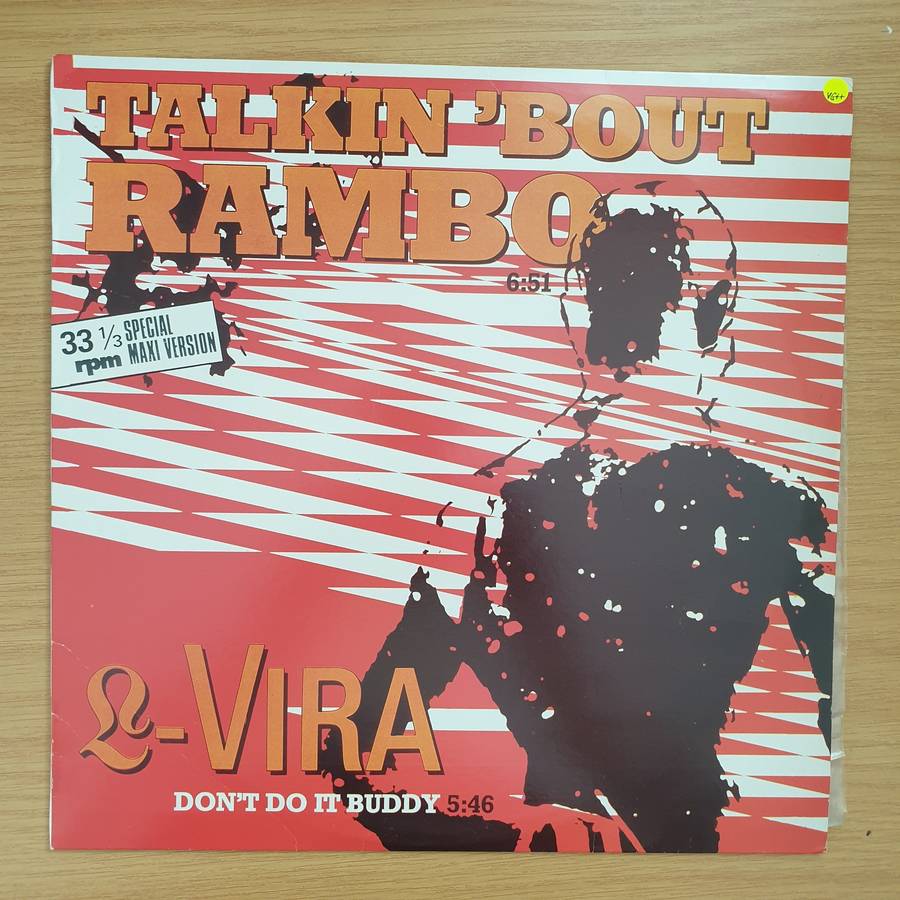 TALKIN 'BOUT
RAMBO
6:51
33 1/3 SPECIAL
rpm MAXI VERSION
L-VIRA
DON'T DO IT BUDDY 5:46
VG++